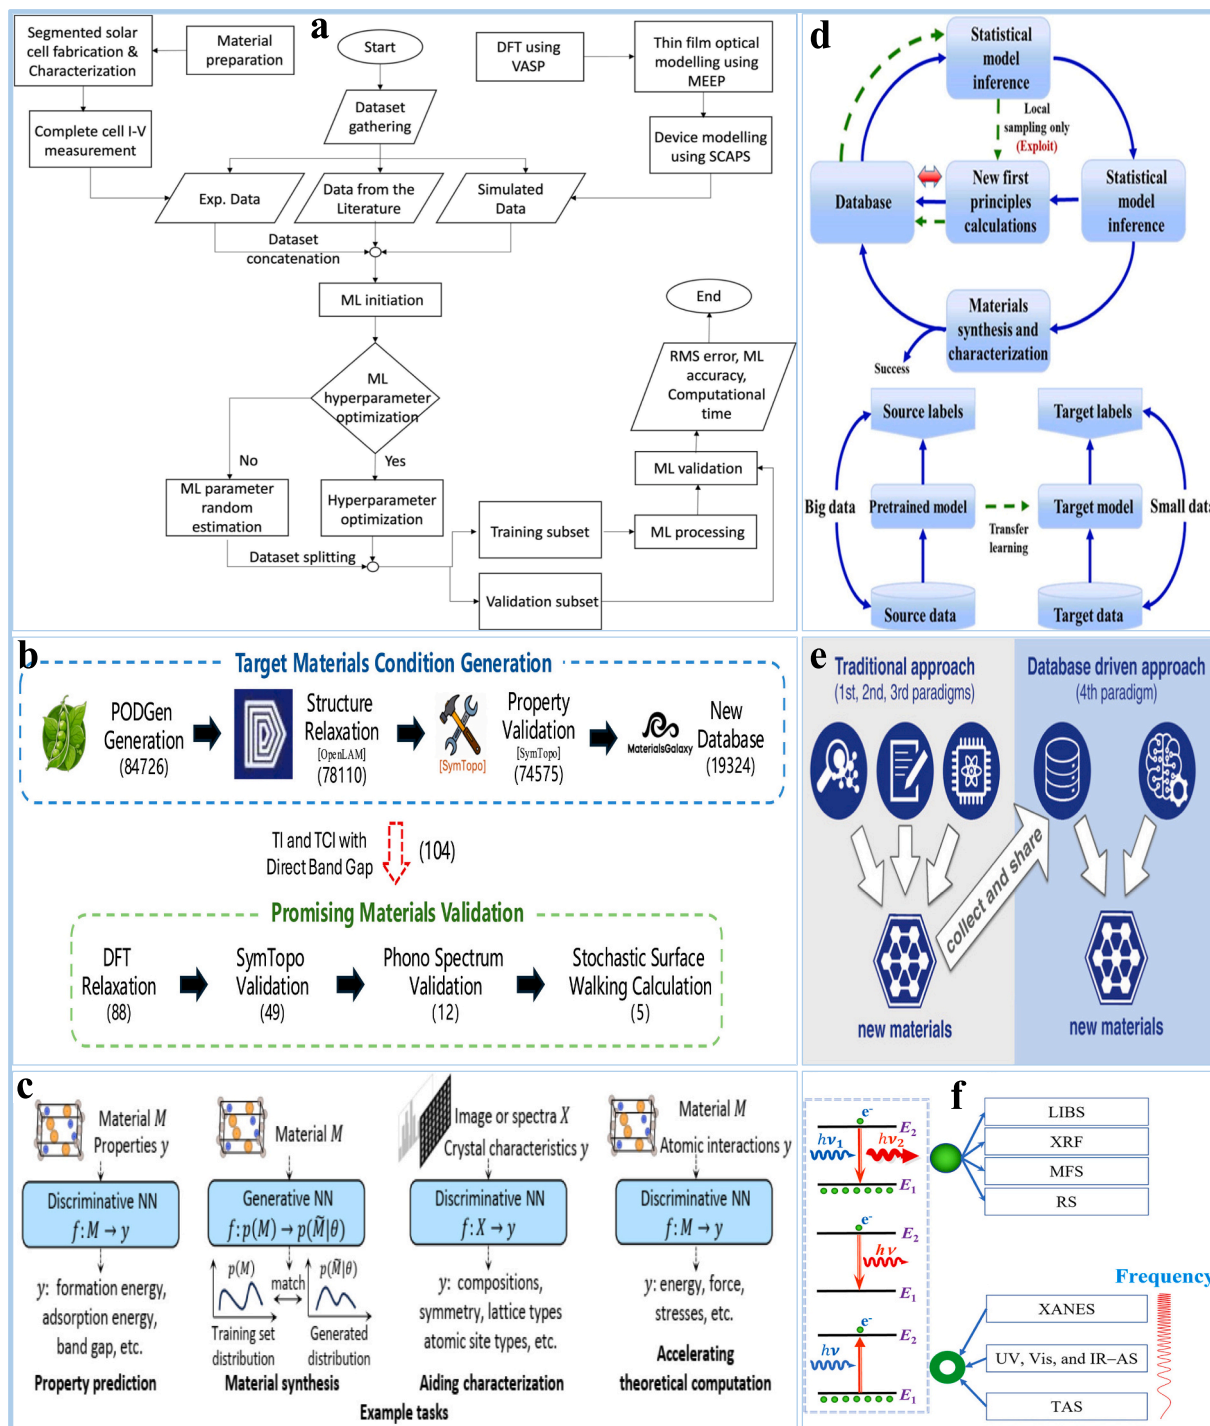 a
Segmented solar
cell fabrication &
Characterization
Material
preparation
Start
DFT using
VASP
Thin film optical
modelling using
MEEP
Complete cell I-V
measurement
Dataset
gathering
Device modelling
using SCAPS
Exp. Data
Data from the
Literature
Simulated
Data
Dataset
concatenation
ML initiation
End
ML
hyperparameter
optimization
RMS error, ML
accuracy,
Computational
time
No
Yes
ML parameter
random
estimation
Hyperparameter
optimization
ML validation
Training subset
ML processing
Dataset splitting
Validation subset
d
Statistical
model
inference
Local
sampling only
(Exploit)
Database
New first
principles
calculations
Statistical
model
inference
Materials
synthesis and
characterization
Success
Source labels
Target labels
Big data
Pretrained model
Transfer
learning
Target model
Small data
Source data
Target data
b
Target Materials Condition Generation
PODGen
Generation
(84726)
Structure
Relaxation
[OpenLAM]
(78110)
[SymTopo]
Property
Validation
[SymTopo]
(74575)
MaterialsGalaxy
New
Database
(19324)
TI and TCI with
Direct Band Gap
(104)
Promising Materials Validation
DFT
Relaxation
(88)
SymTopo
Validation
(49)
Phono Spectrum
Validation
(12)
Stochastic Surface
Walking Calculation
(5)
e
Traditional approach
(1st, 2nd, 3rd paradigms)
Database driven approach
(4th paradigm)
collect and share
new materials
new materials
c
Material M
Properties y
Discriminative NN
f: M → y
y: formation energy,
adsorption energy,
band gap, etc.
Property prediction
Material M
Generative NN
f: p(M) → p(M̃|θ)
p(M)
match
p(M̃|θ)
Training set
distribution
Generated
distribution
Material synthesis
Image or spectra X
Crystal characteristics y
Discriminative NN
f: X → y
y: compositions,
symmetry, lattice types
atomic site types, etc.
Aiding characterization
Material M
Atomic interactions y
Discriminative NN
f: M → y
y: energy, force,
stresses, etc.
Accelerating
theoretical computation
Example tasks
f
e-
E2
hν1
hν2
E1
e-
E2
hν
E1
e-
E2
hν
E1
LIBS
XRF
MFS
RS
Frequency
XANES
UV, Vis, and IR–AS
TAS